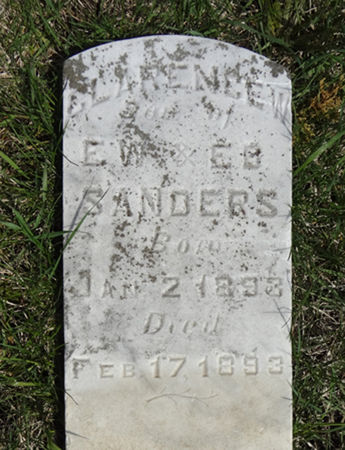 CLARENCE W
Son of
E W & E B
SANDERS
Born
JAN 2 1893
Died
FEB 17 1893